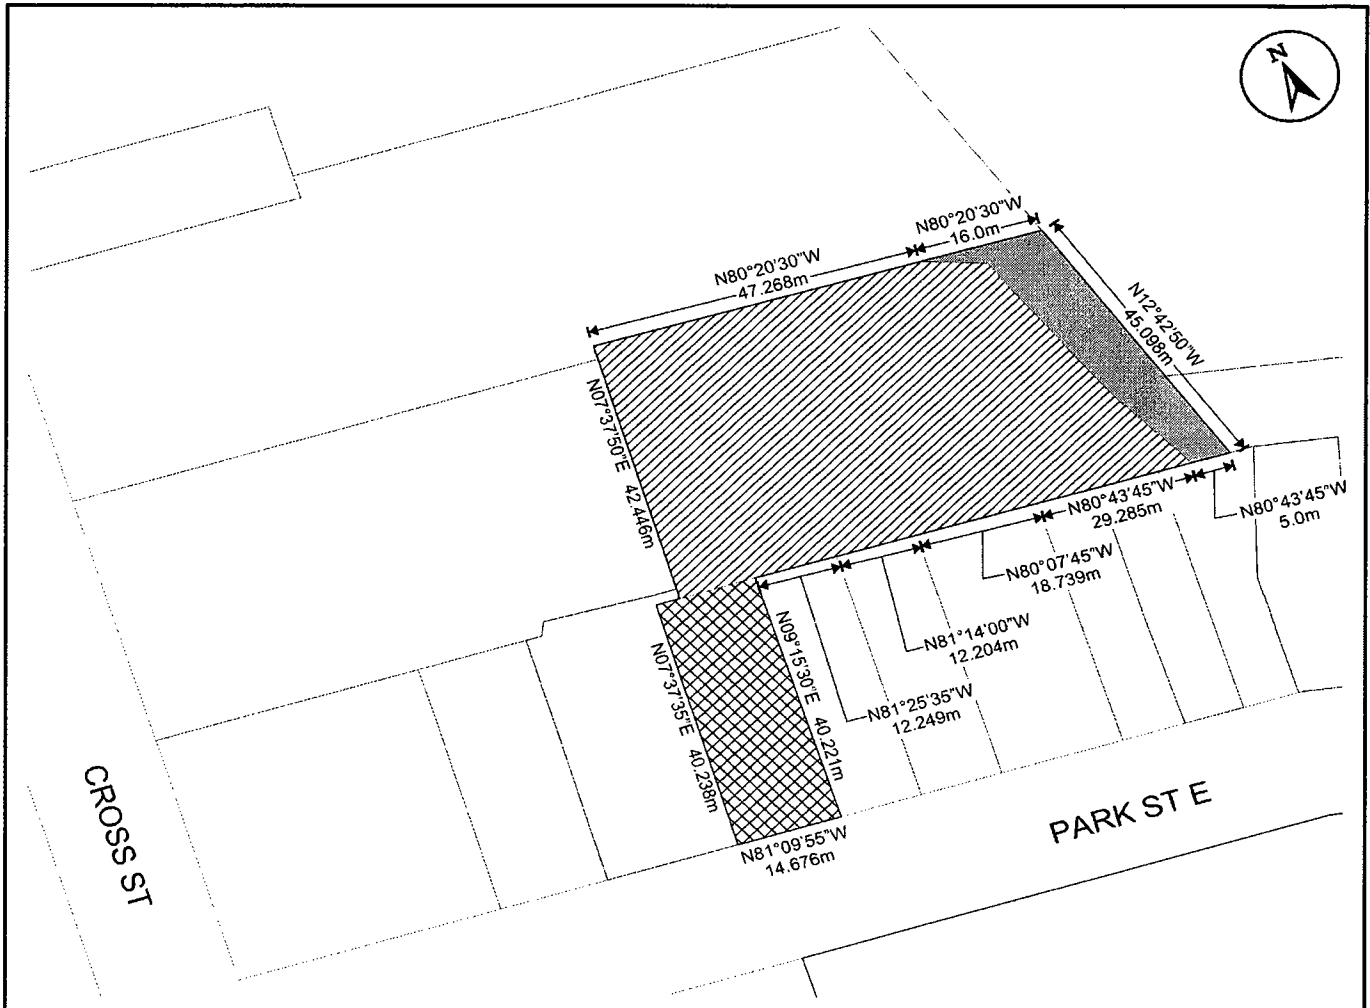 N
N80°20'30"W
16.0m
N80°20'30"W
47.268m
N12°42'50"W
45.098m
N07°37'50"E 42.446m
N80°43'45"W
29.285m
N80°43'45"W
5.0m
N80°07'45"W
18.739m
N81°14'00"W
12.204m
N81°25'35"W
12.249m
N09°15'30"E 40.221m
N07°37'35"E 40.238m
N81°09'55"W
14.676m
CROSS ST
PARK ST E